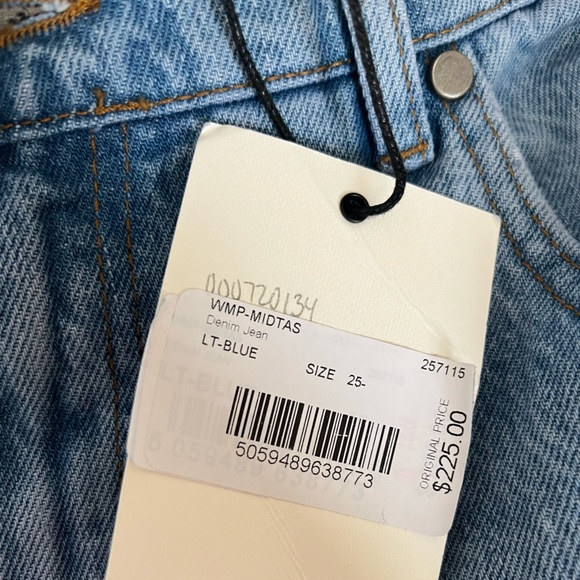 000720134
WMP-MIDTAS
Denim Jean
LT-BLUE
SIZE 25-
257115
5059489638773
ORIGINAL PRICE
$225.00